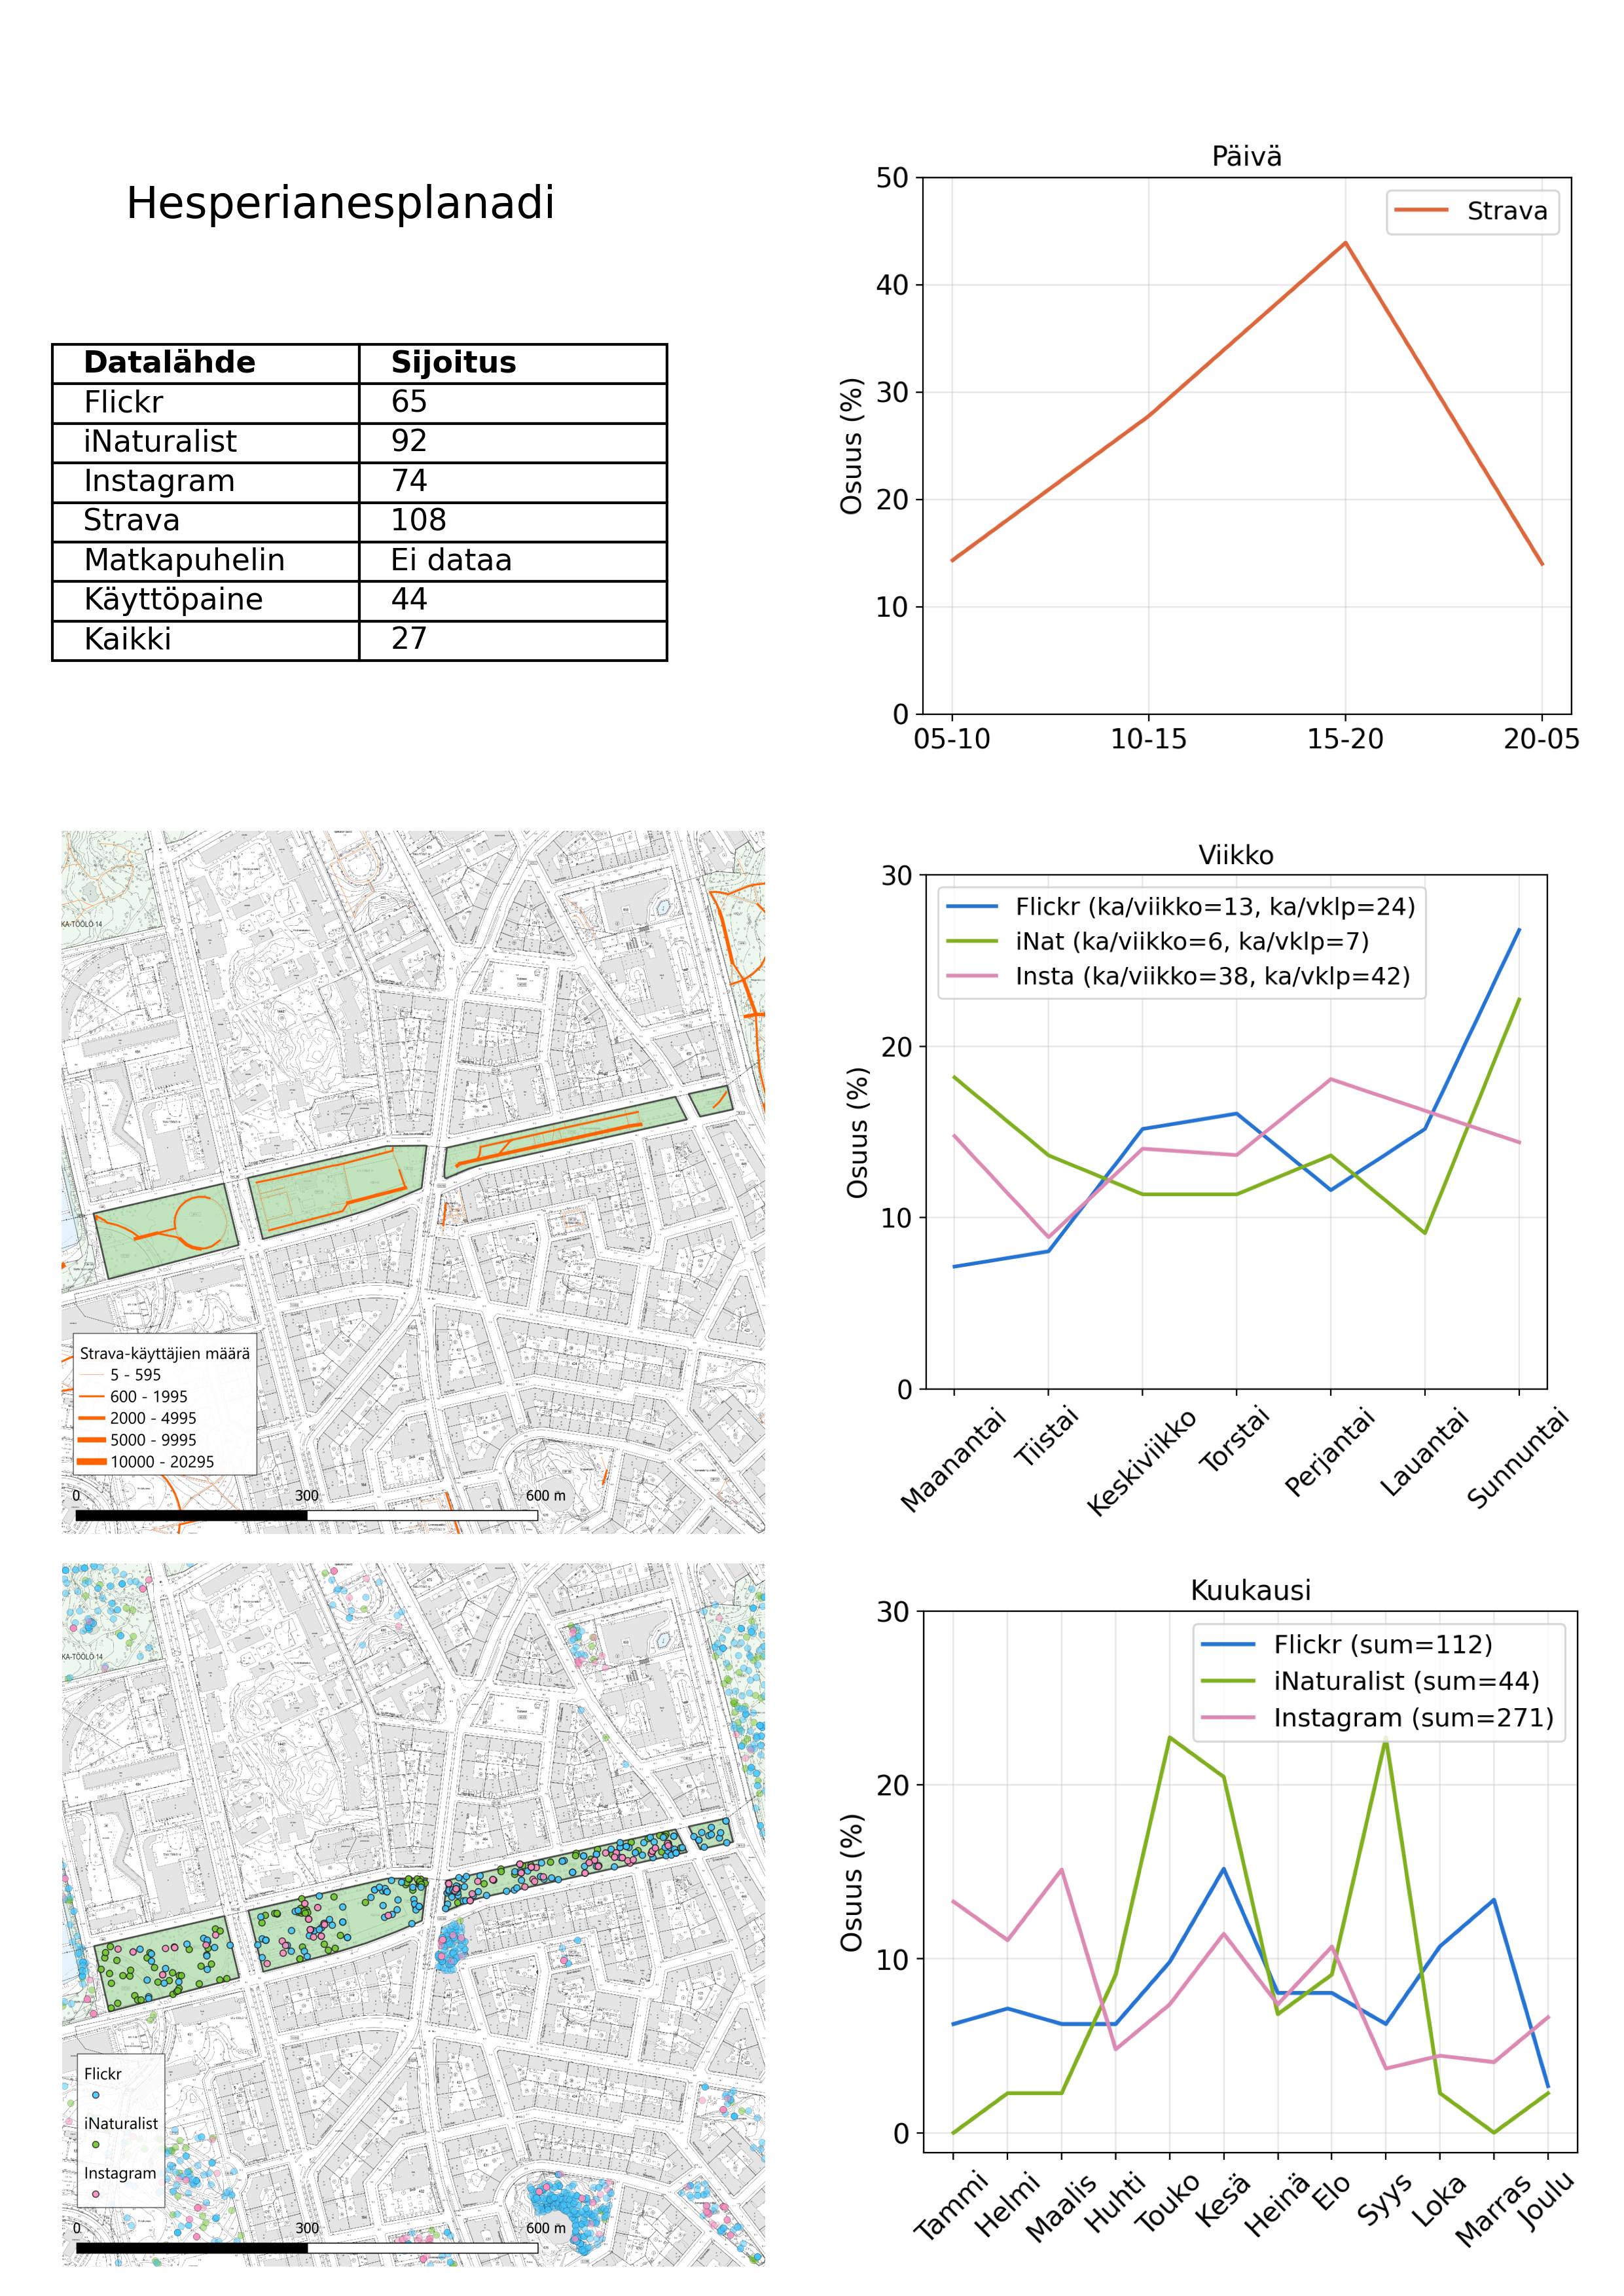 Hesperianesplanadi
Datalähde Sijoitus
Flickr 65
iNaturalist 92
Instagram 74
Strava 108
Matkapuhelin Ei dataa
Käyttöpaine 44
Kaikki 27
Päivä
Strava
Osuus (%)
50
40
30
20
10
0
05-10 10-15 15-20 20-05
KA-TÖÖLÖ 14
Strava-käyttäjien määrä
5 - 595
600 - 1995
2000 - 4995
5000 - 9995
10000 - 20295
0 300 600 m
Viikko
Flickr (ka/viikko=13, ka/vklp=24)
iNat (ka/viikko=6, ka/vklp=7)
Insta (ka/viikko=38, ka/vklp=42)
Osuus (%)
30
20
10
0
Maanantai Tiistai Keskiviikko Torstai Perjantai Lauantai Sunnuntai
KA-TÖÖLÖ 14
Flickr
iNaturalist
Instagram
0 300 600 m
Kuukausi
Flickr (sum=112)
iNaturalist (sum=44)
Instagram (sum=271)
Osuus (%)
30
20
10
0
Tammi Helmi Maalis Huhti Touko Kesä Heinä Elo Syys Loka Marras Joulu